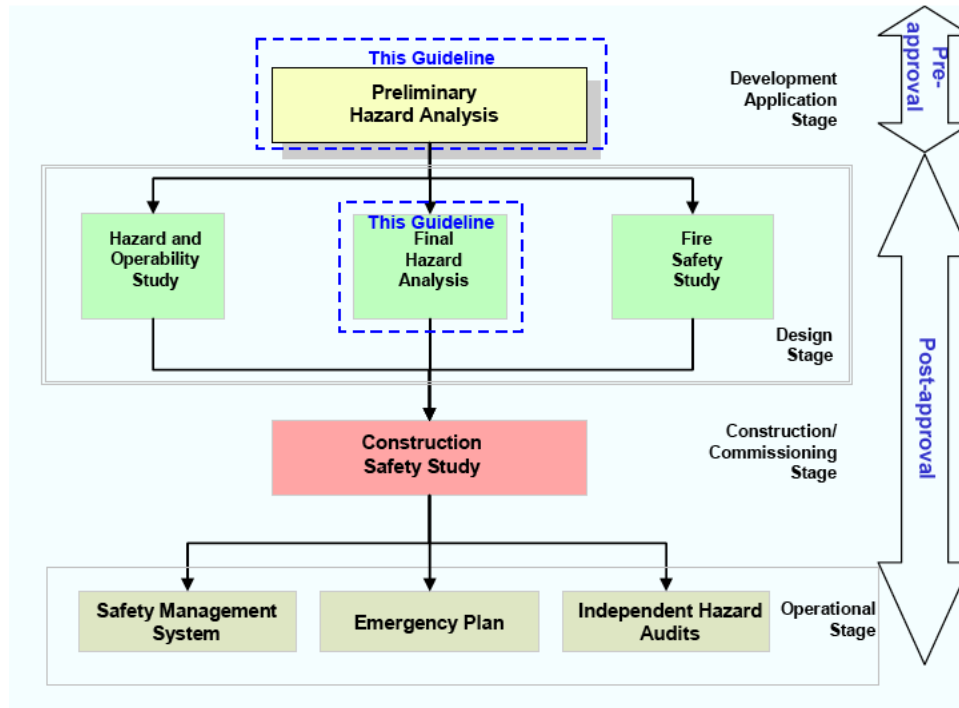 This Guideline
Preliminary
Hazard Analysis
Development
Application
Stage
Pre-
approval
Hazard and
Operability
Study
This Guideline
Final
Hazard
Analysis
Fire
Safety
Study
Design
Stage
Post-approval
Construction
Safety Study
Construction/
Commissioning
Stage
Safety Management
System
Emergency Plan
Independent Hazard
Audits
Operational
Stage